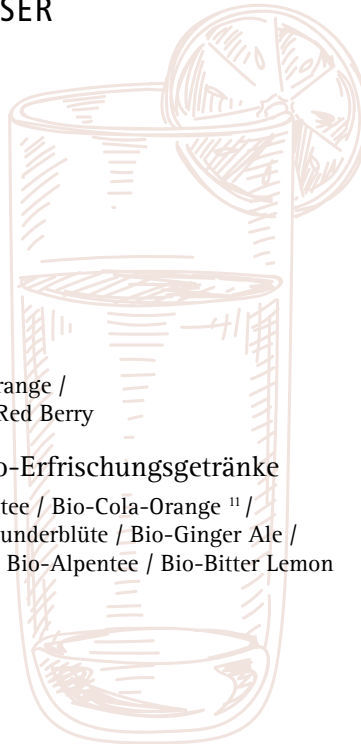 SER
range /
Red Berry
o-Erfrischungsgetränke
tee / Bio-Cola-Orange ¹¹ /
underblüte / Bio-Ginger Ale /
Bio-Alpentee / Bio-Bitter Lemon